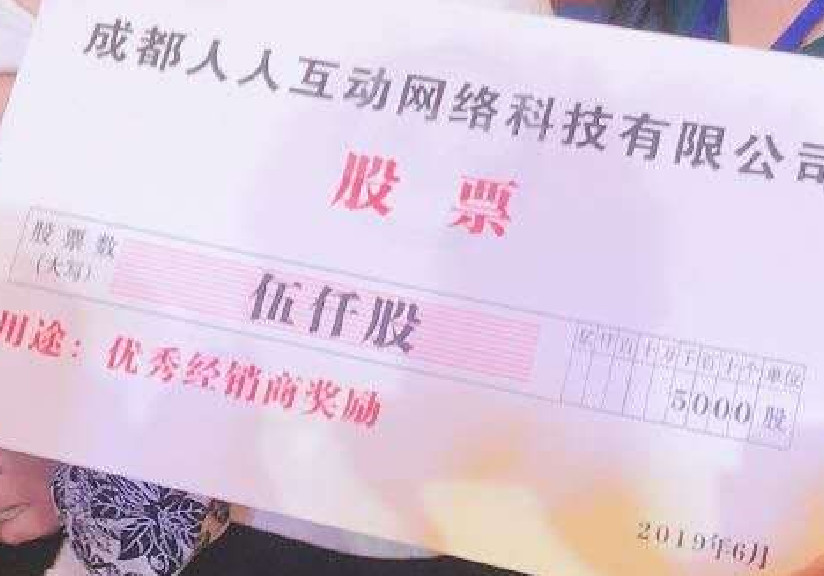 成都人人互动网络科技有限公司
股票
股票数
(大写)
伍仟股
亿千百十万千百十个单位
5000股
用途：优秀经销商奖励
2019年6月